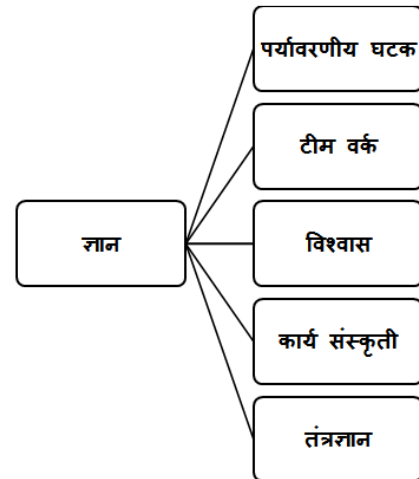 पर्यावरणीय घटक
टीम वर्क
ज्ञान
विश्वास
कार्य संस्कृती
तंत्रज्ञान